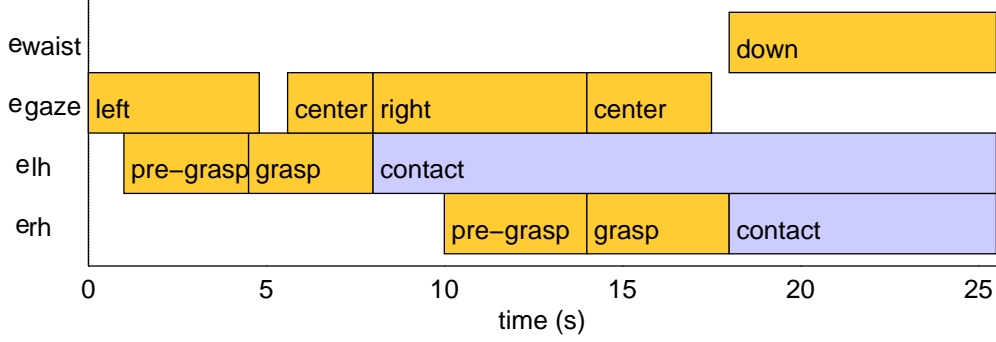 ewaist down
egaze left center right center
elh pre−grasp grasp contact
erh pre−grasp grasp contact
0 5 10 15 20 25
time (s)